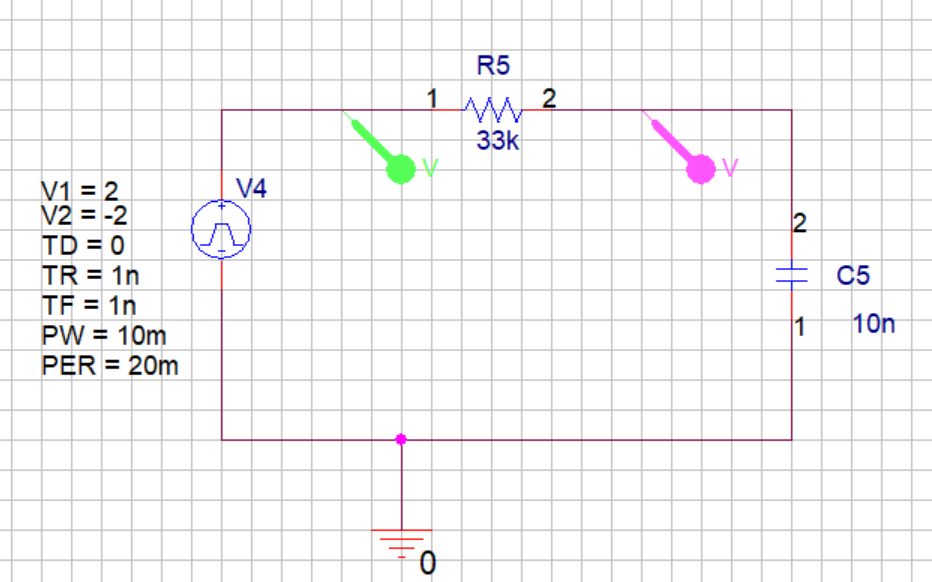 R5
1
2
33k
V
V
V4
V1 = 2
V2 = -2
TD = 0
TR = 1n
TF = 1n
PW = 10m
PER = 20m
2
C5
1
10n
0